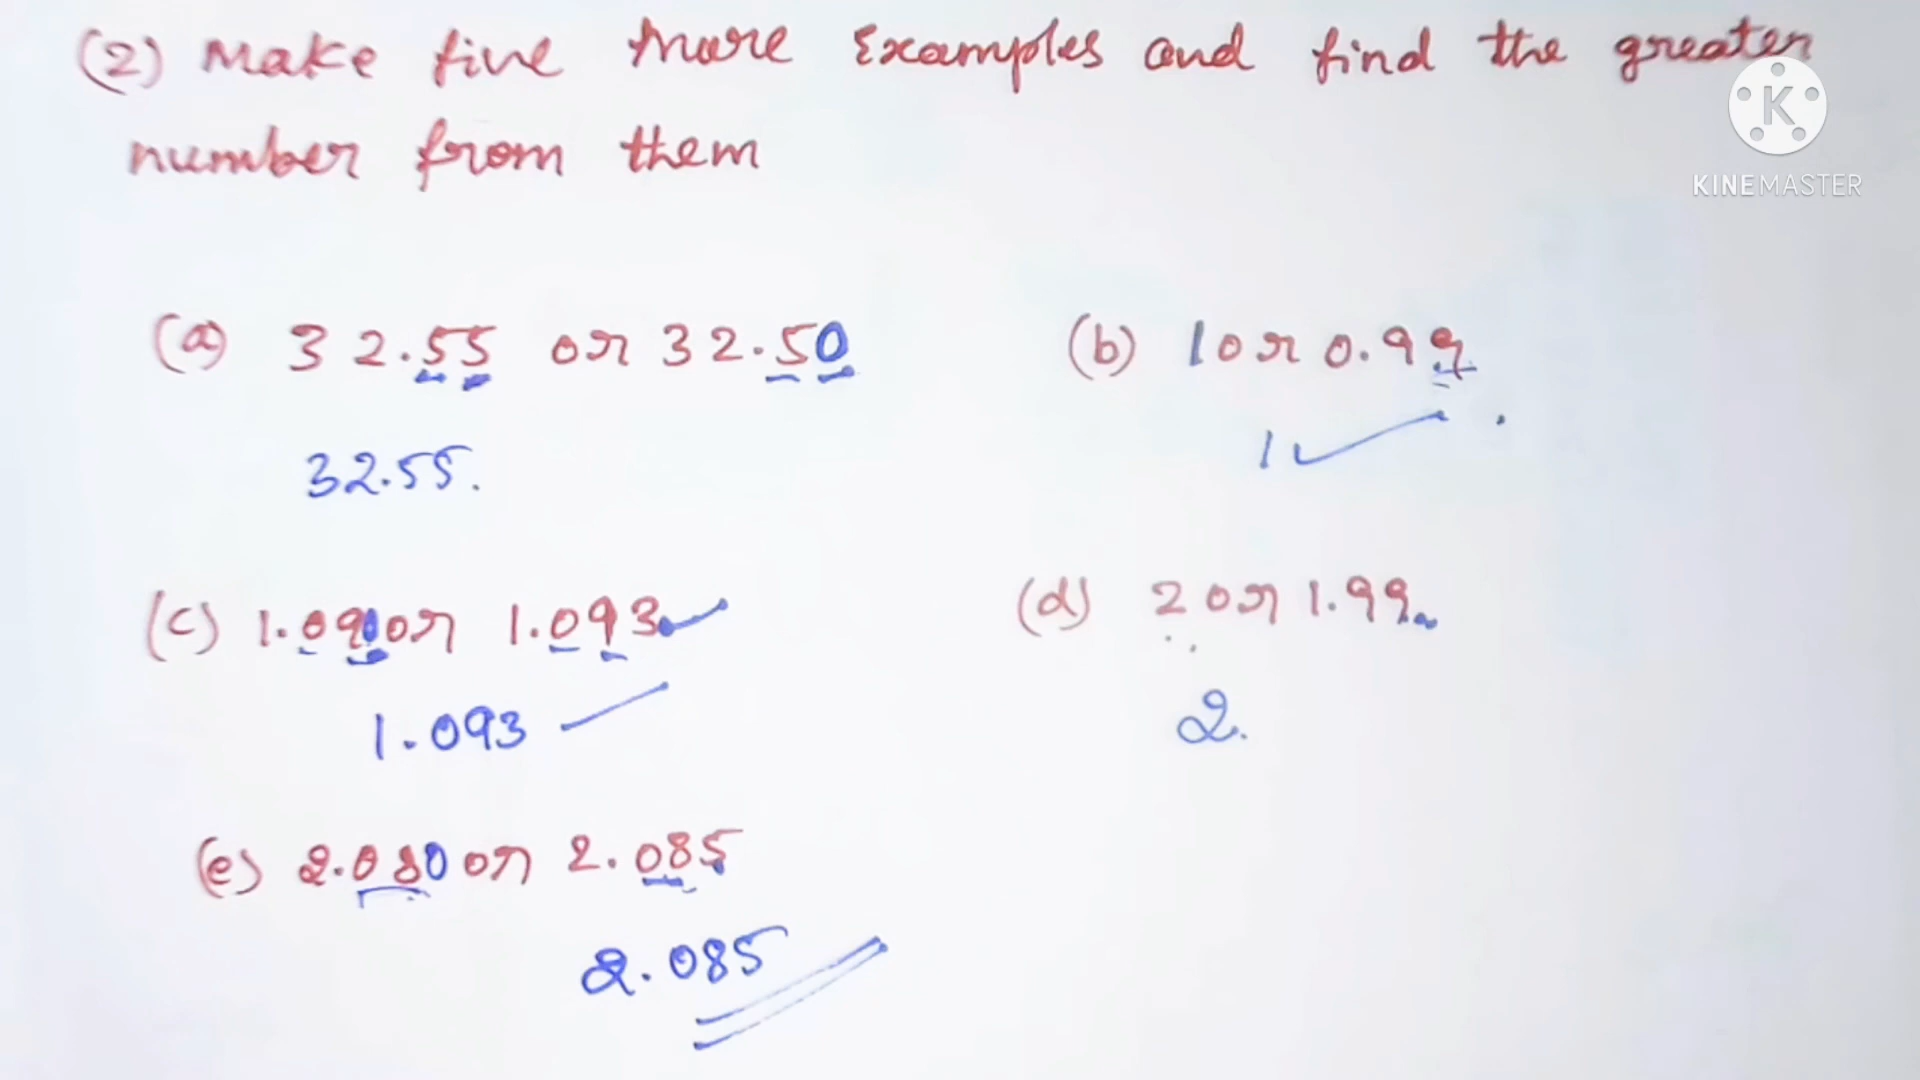 (2) Make five more Examples and find the greater
number from them
KINEMASTER
(a) 32.55 or 32.50
(b) 1 or 0.99
32.55.
1
(c) 1.090 or 1.093
(d) 2 or 1.99
1.093
2.
(e) 2.080 or 2.085
2.085